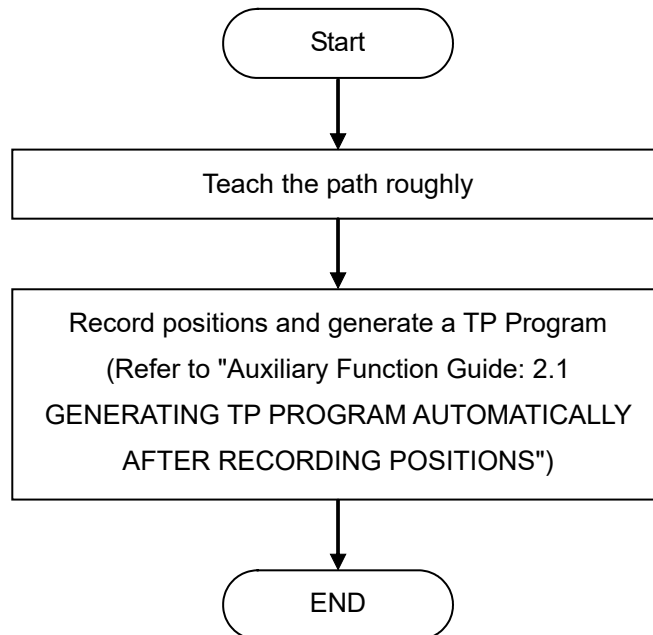 Start
Teach the path roughly
Record positions and generate a TP Program
(Refer to "Auxiliary Function Guide: 2.1
GENERATING TP PROGRAM AUTOMATICALLY
AFTER RECORDING POSITIONS")
END